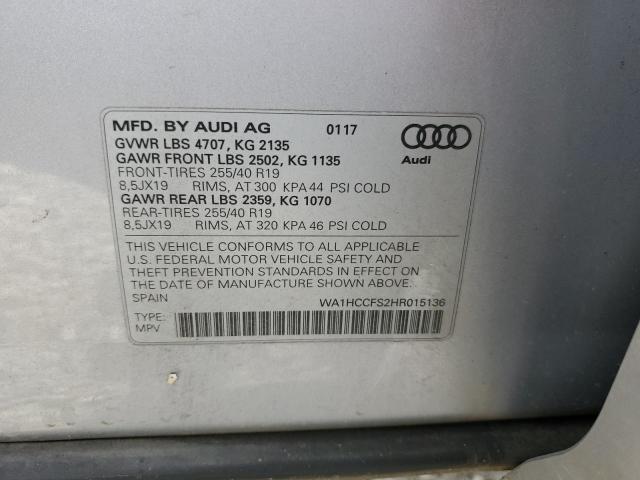 MFD. BY AUDI AG 0117
GVWR LBS 4707, KG 2135
GAWR FRONT LBS 2502, KG 1135
FRONT-TIRES 255/40 R19
8,5JX19 RIMS, AT 300 KPA 44 PSI COLD
GAWR REAR LBS 2359, KG 1070
REAR-TIRES 255/40 R19
8,5JX19 RIMS, AT 320 KPA 46 PSI COLD
Audi
THIS VEHICLE CONFORMS TO ALL APPLICABLE
U.S. FEDERAL MOTOR VEHICLE SAFETY AND
THEFT PREVENTION STANDARDS IN EFFECT ON
THE DATE OF MANUFACTURE SHOWN ABOVE.
SPAIN WA1HCCFS2HR015136
TYPE:
MPV